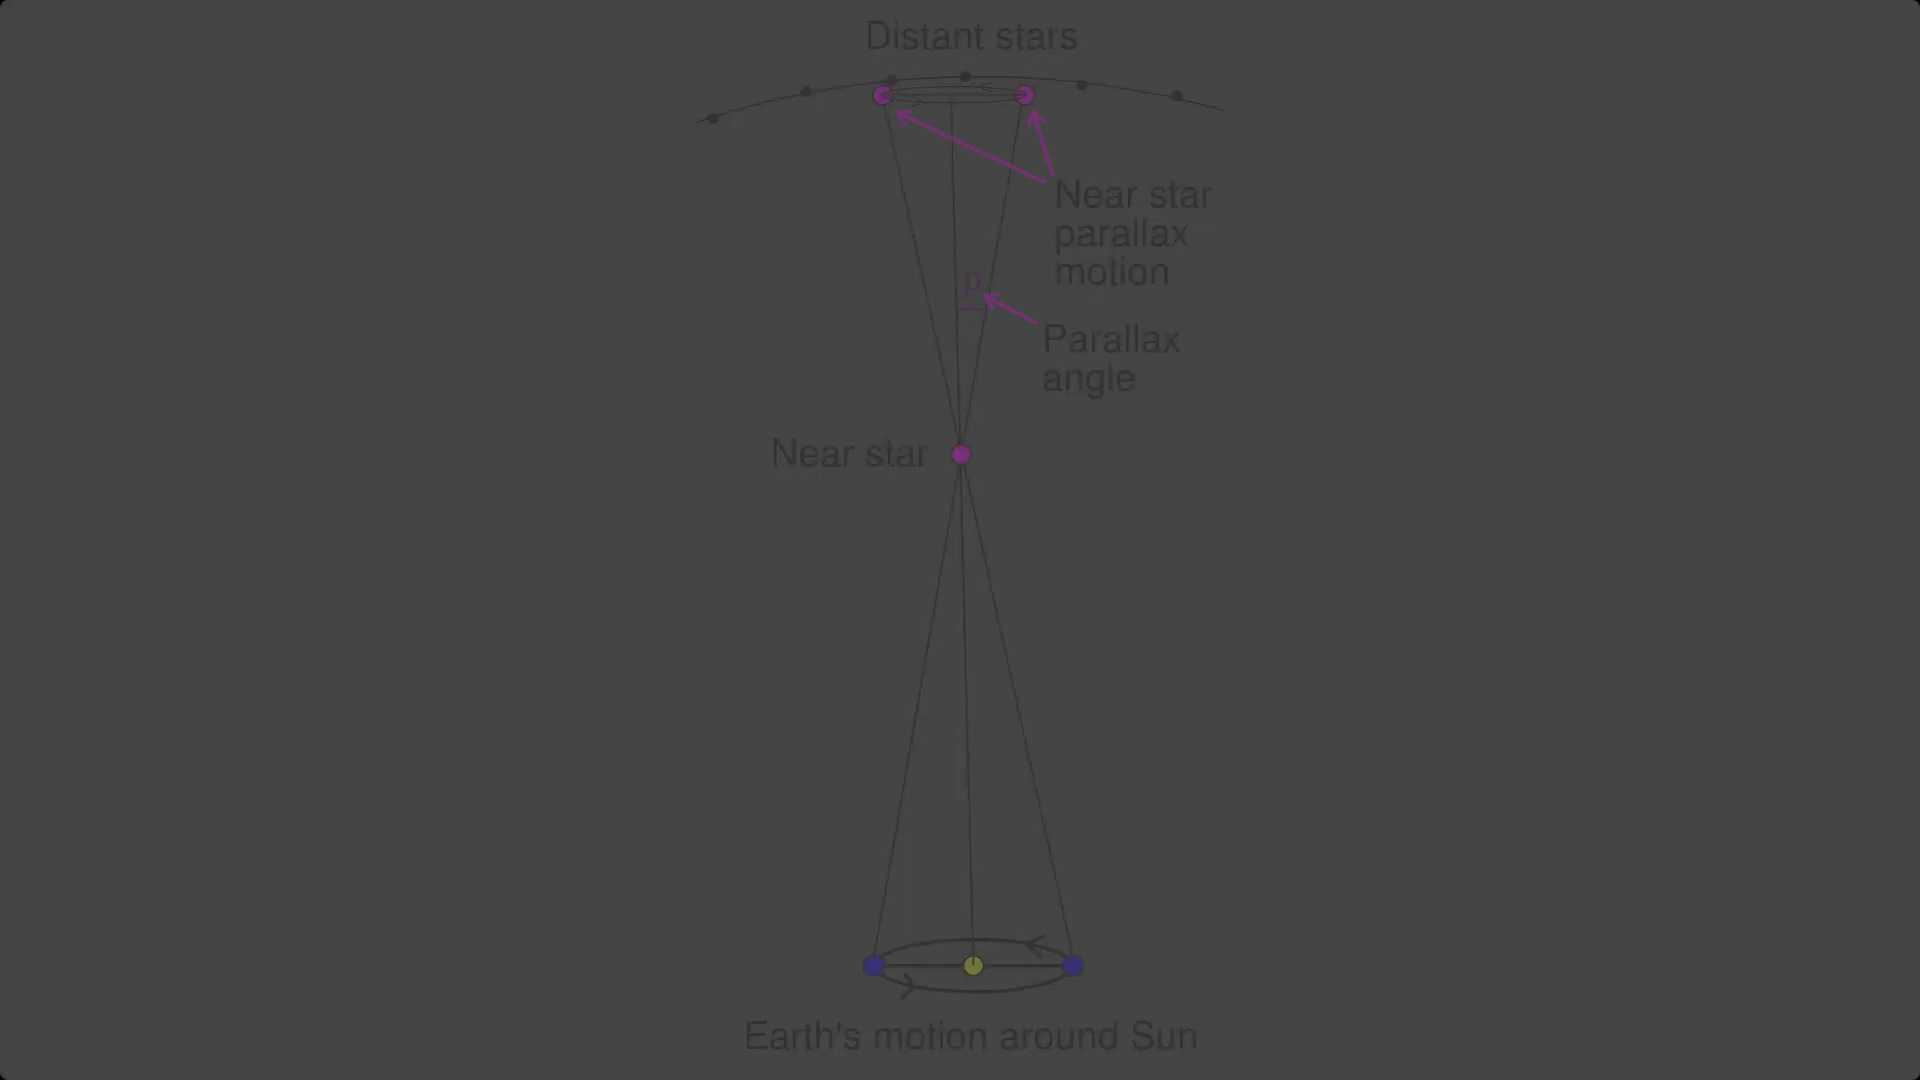 Distant stars
Near star
parallax
motion
p
Parallax
angle
Near star
Earth's motion around Sun